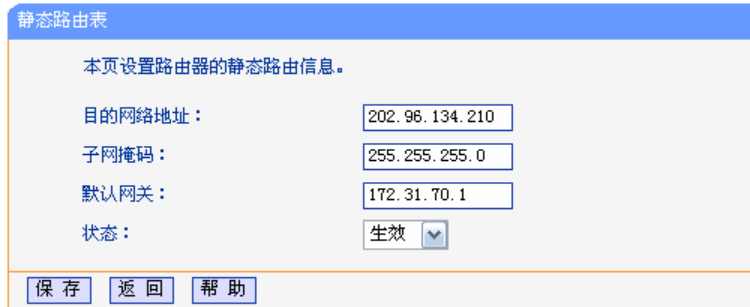 静态路由表
本页设置路由器的静态路由信息。
目的网络地址： 202.96.134.210
子网掩码： 255.255.255.0
默认网关： 172.31.70.1
状态： 生效
保存 返回 帮助